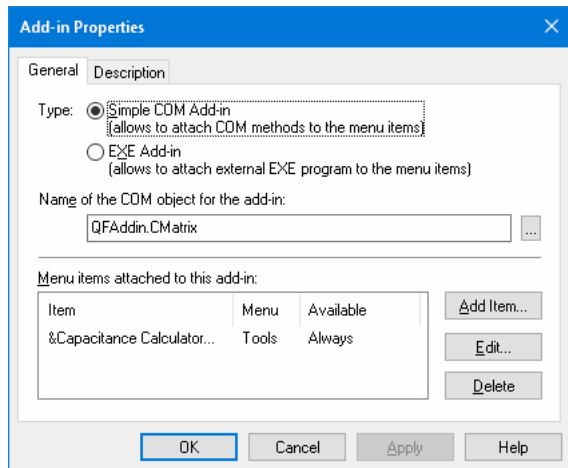 Add-in Properties
General Description
Type: Simple COM Add-in
(allows to attach COM methods to the menu items)
EXE Add-in
(allows to attach external EXE program to the menu items)
Name of the COM object for the add-in:
QFAddin.CMatrix ...
Menu items attached to this add-in:
Item Menu Available Add Item...
&Capacitance Calculator... Tools Always
Edit...
Delete
OK Cancel Apply Help